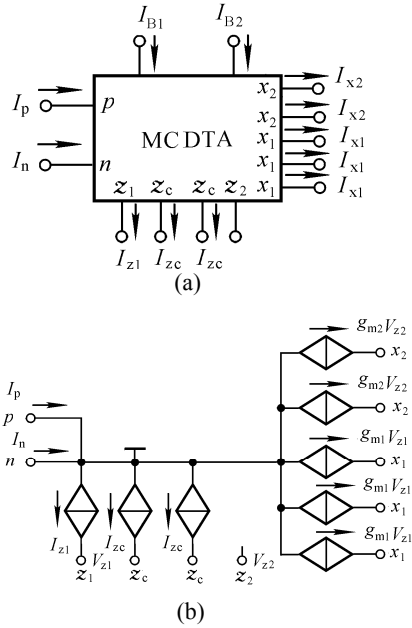 I_B1 I_B2
I_p p x_2 I_x2
x_2 I_x2
MCDTA x_1 I_x1
I_n n x_1 I_x1
z_1 z_c z_c z_2 x_1 I_x1
I_z1 I_zc I_zc
(a)
g_m2V_z2
x_2
I_p g_m2V_z2
p x_2
I_n g_m1V_z1
n x_1
g_m1V_z1
x_1
I_z1 I_zc I_zc g_m1V_z1
V_z1 V_z2 x_1
z_1 z_c z_c z_2
(b)